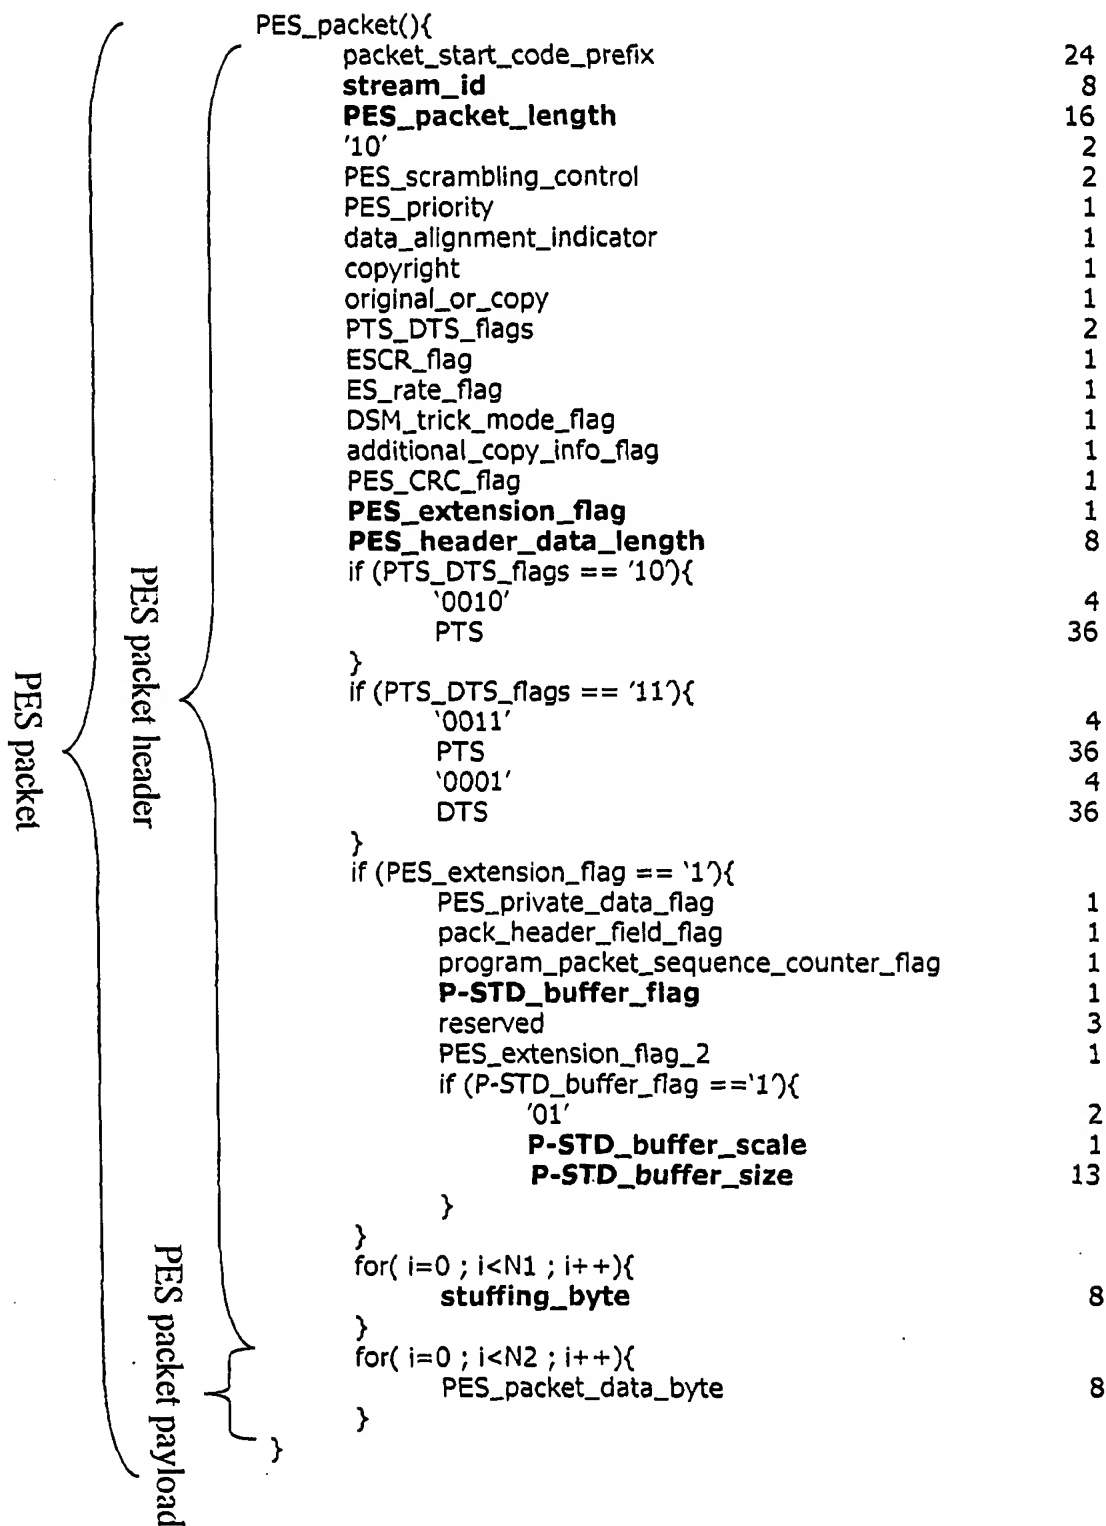 PES_packet(){
packet_start_code_prefix 24
stream_id 8
PES_packet_length 16
'10' 2
PES_scrambling_control 2
PES_priority 1
data_alignment_indicator 1
copyright 1
original_or_copy 1
PTS_DTS_flags 2
ESCR_flag 1
ES_rate_flag 1
DSM_trick_mode_flag 1
additional_copy_info_flag 1
PES_CRC_flag 1
PES_extension_flag 1
PES_header_data_length 8
if (PTS_DTS_flags == '10'){
'0010' 4
PTS 36
}
if (PTS_DTS_flags == '11'){
'0011' 4
PTS 36
'0001' 4
DTS 36
}
if (PES_extension_flag == '1'){
PES_private_data_flag 1
pack_header_field_flag 1
program_packet_sequence_counter_flag 1
P-STD_buffer_flag 1
reserved 3
PES_extension_flag_2 1
if (P-STD_buffer_flag =='1'){
'01' 2
P-STD_buffer_scale 1
P-STD_buffer_size 13
}
}
for( i=0 ; i<N1 ; i++){
stuffing_byte 8
}
for( i=0 ; i<N2 ; i++){
PES_packet_data_byte 8
}
}
PES packet header
PES packet
PES packet payload